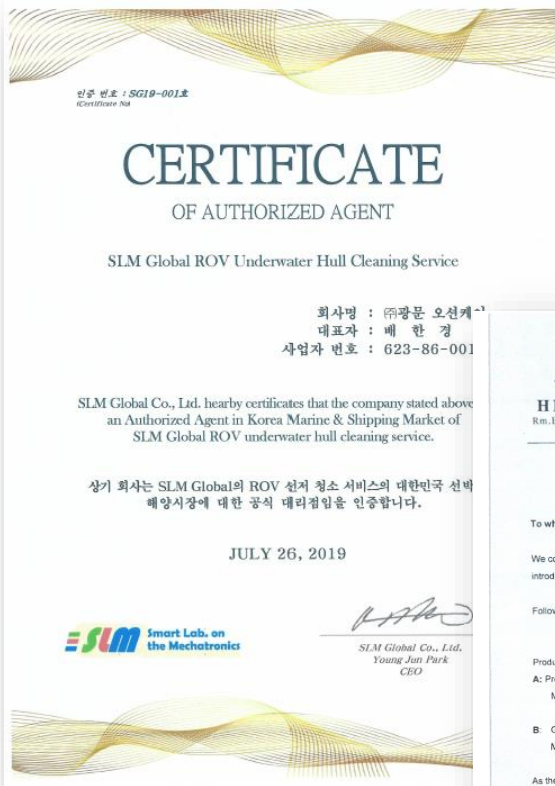 인증 번호 : SG19-001호
(Certificate No)
CERTIFICATE
OF AUTHORIZED AGENT
SLM Global ROV Underwater Hull Cleaning Service
회사명 : ㈜광문 오션케이
대표자 : 배 한 경
사업자 번호 : 623-86-001
SLM Global Co., Ltd. hearby certificates that the company stated above
an Authorized Agent in Korea Marine & Shipping Market of
SLM Global ROV underwater hull cleaning service.
상기 회사는 SLM Global의 ROV 선저 청소 서비스의 대한민국 선박
해양시장에 대한 공식 대리점임을 인증합니다.
JULY 26, 2019
SLM Smart Lab. on
the Mechatronics
SLM Global Co., Ltd.
Young Jun Park
CEO
H
Rm.1
To wh
We co
introd
Follow
Produ
A: Pr
M
B:
M
As the